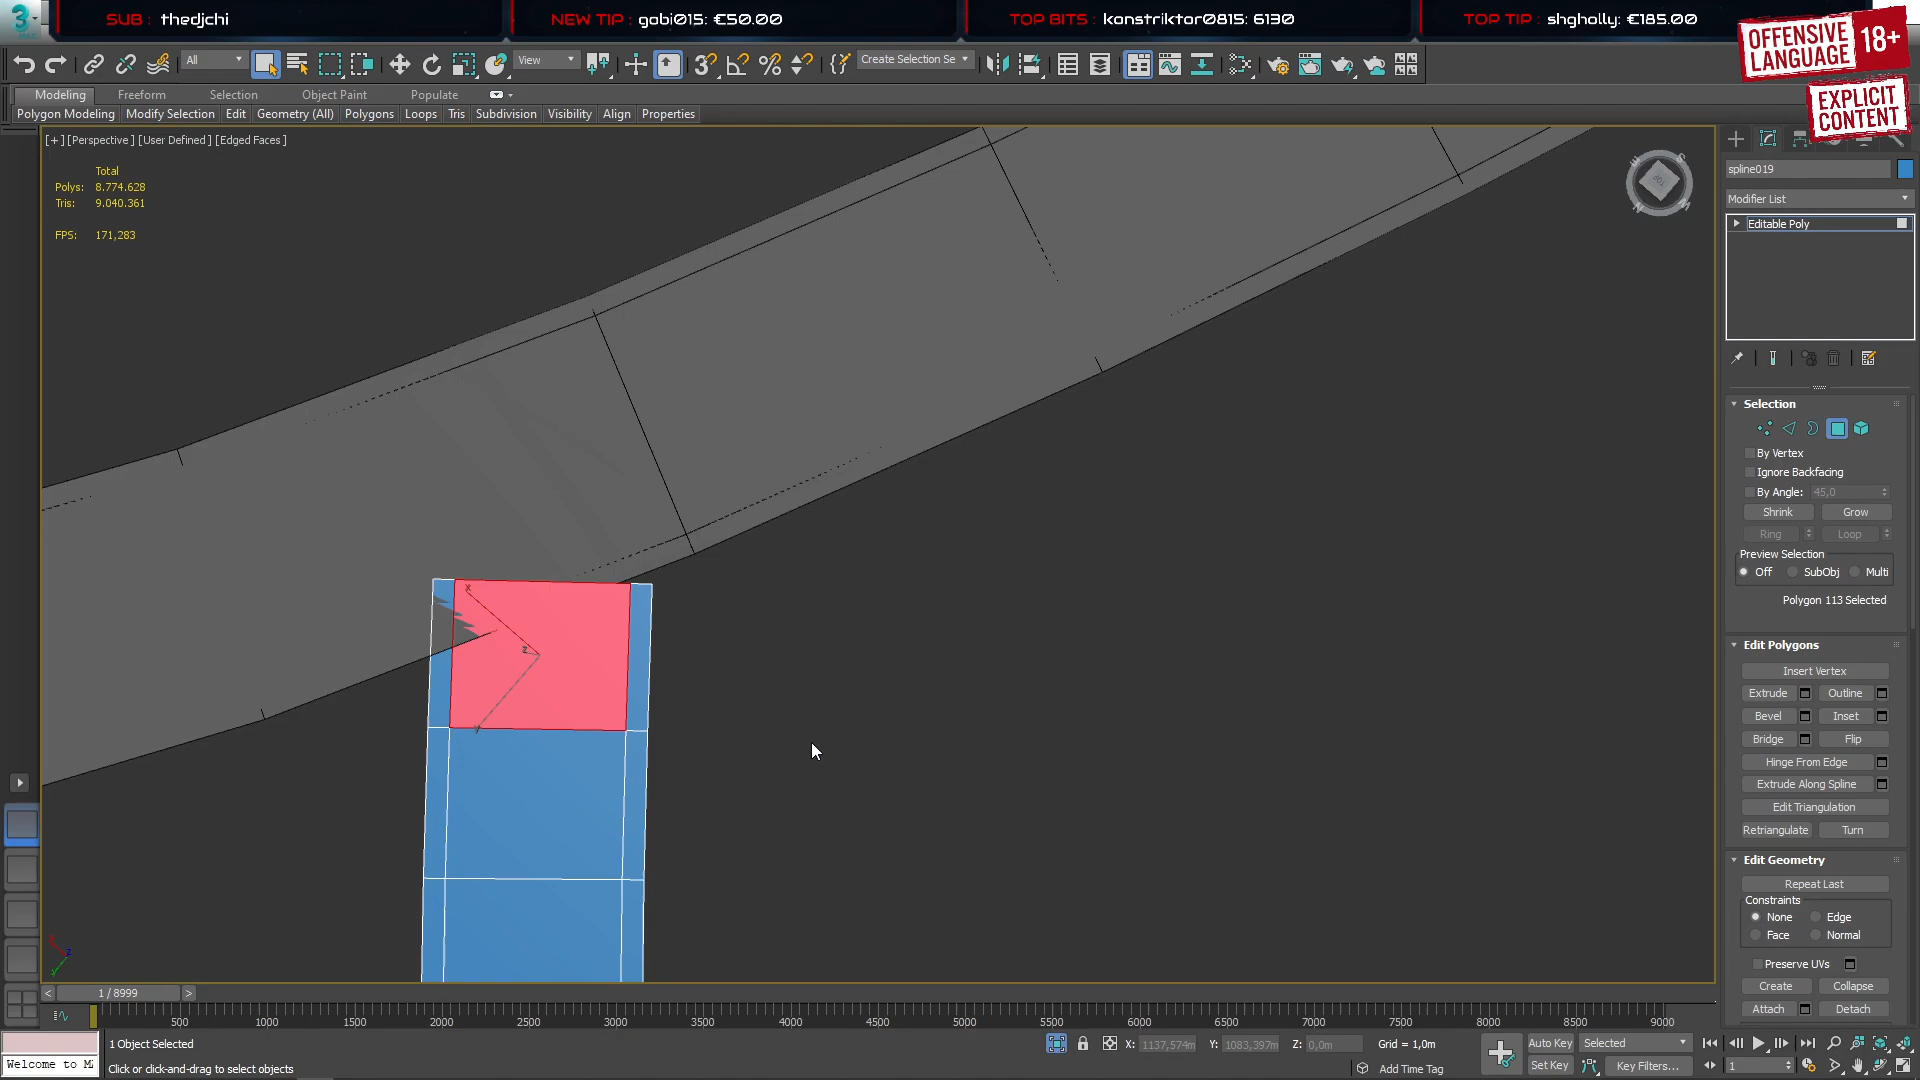 SUB : thedjchi
NEW TIP : gabi015: €50.00
TOP BITS : konstriktor0815: 6130
TOP TIP : shgholly: €185.00
OFFENSIVE LANGUAGE 18+
EXPLICIT CONTENT
All
View
Create Selection Se
Modeling
Freeform
Selection
Object Paint
Populate
Polygon Modeling
Modify Selection
Edit
Geometry (All)
Polygons
Loops
Tris
Subdivision
Visibility
Align
Properties
[+] [Perspective ] [User Defined ] [Edged Faces ]
Total
Polys: 8.774.628
Tris: 9.040.361
FPS: 171,283
TOP
x
z
y
spline019
Modifier List
Editable Poly
Selection
By Vertex
Ignore Backfacing
By Angle: 45,0
Shrink
Grow
Ring
Loop
Preview Selection
Off
SubObj
Multi
Polygon 113 Selected
Edit Polygons
Insert Vertex
Extrude
Outline
Bevel
Inset
Bridge
Flip
Hinge From Edge
Extrude Along Spline
Edit Triangulation
Retriangulate
Turn
Edit Geometry
Repeat Last
Constraints
None
Edge
Face
Normal
Preserve UVs
Create
Collapse
Attach
Detach
< 1 / 8999 >
500 1000 1500 2000 2500 3000 3500 4000 4500 5000 5500 6000 6500 7000 7500 8000 8500 9000
1 Object Selected
X: 1137,574m
Y: 1083,397m
Z: 0,0m
Grid = 1,0m
Auto Key
Selected
Welcome to M
Click or click-and-drag to select objects
Add Time Tag
Set Key
Key Filters...
1